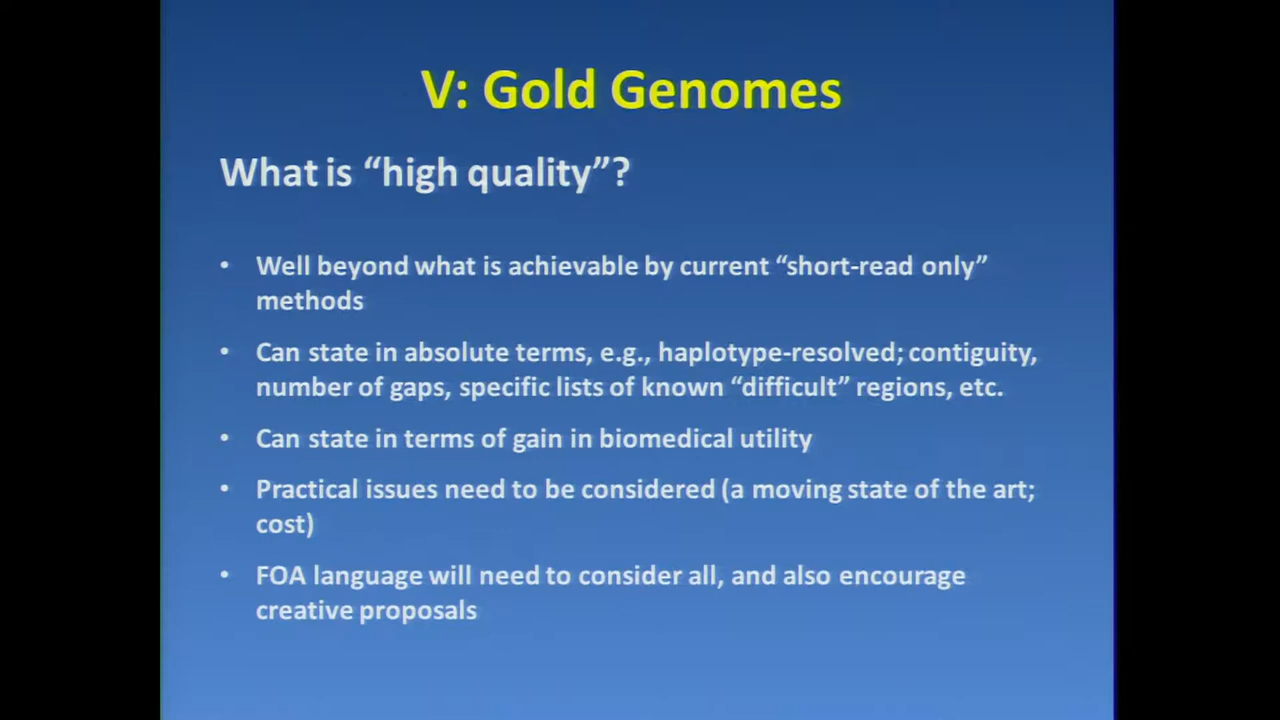 V: Gold Genomes
What is “high quality”?
• Well beyond what is achievable by current “short-read only”
methods
• Can state in absolute terms, e.g., haplotype-resolved; contiguity,
number of gaps, specific lists of known “difficult” regions, etc.
• Can state in terms of gain in biomedical utility
• Practical issues need to be considered (a moving state of the art;
cost)
• FOA language will need to consider all, and also encourage
creative proposals